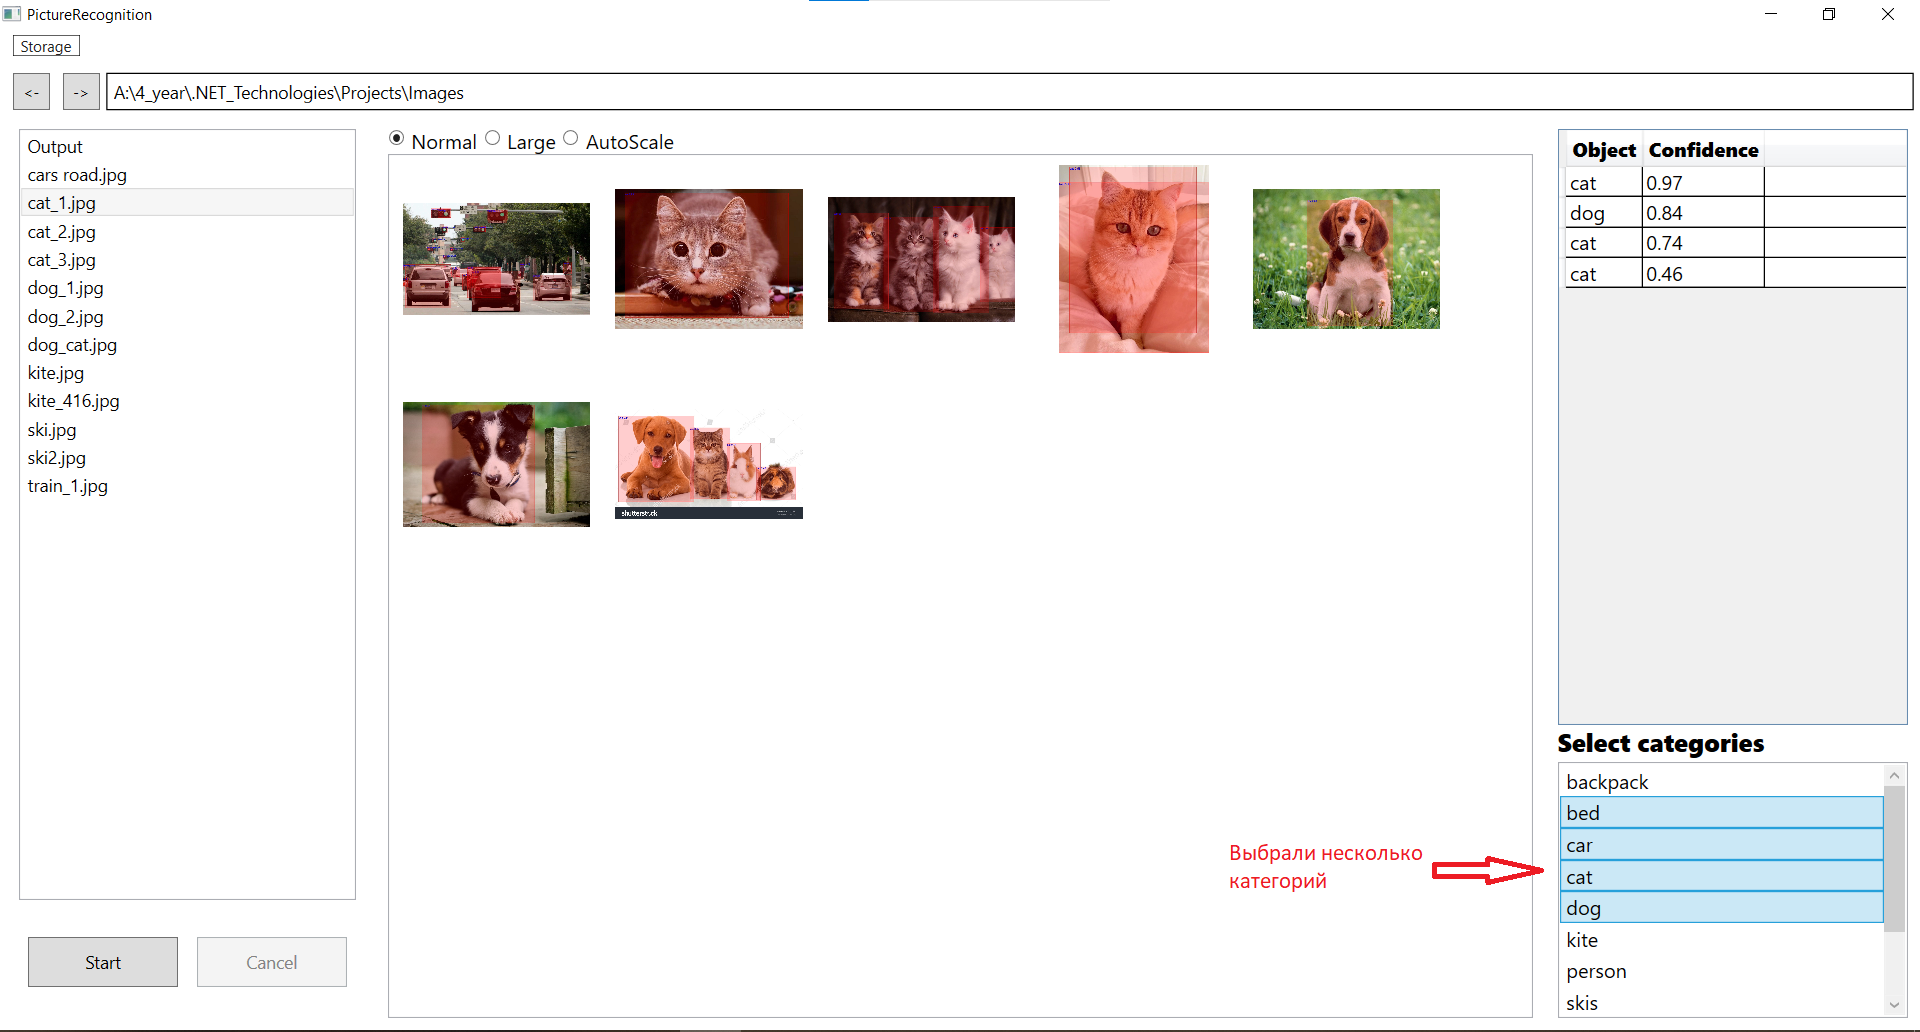 PictureRecognition
Storage
<-
->
A:\4_year\.NET_Technologies\Projects\Images
Output
cars road.jpg
cat_1.jpg
cat_2.jpg
cat_3.jpg
dog_1.jpg
dog_2.jpg
dog_cat.jpg
kite.jpg
kite_416.jpg
ski.jpg
ski2.jpg
train_1.jpg
Start
Cancel
Normal
Large
AutoScale
shutterstock
Object Confidence
cat 0.97
dog 0.84
cat 0.74
cat 0.46
Select categories
backpack
bed
car
cat
dog
kite
person
skis
Выбрали несколько
категорий